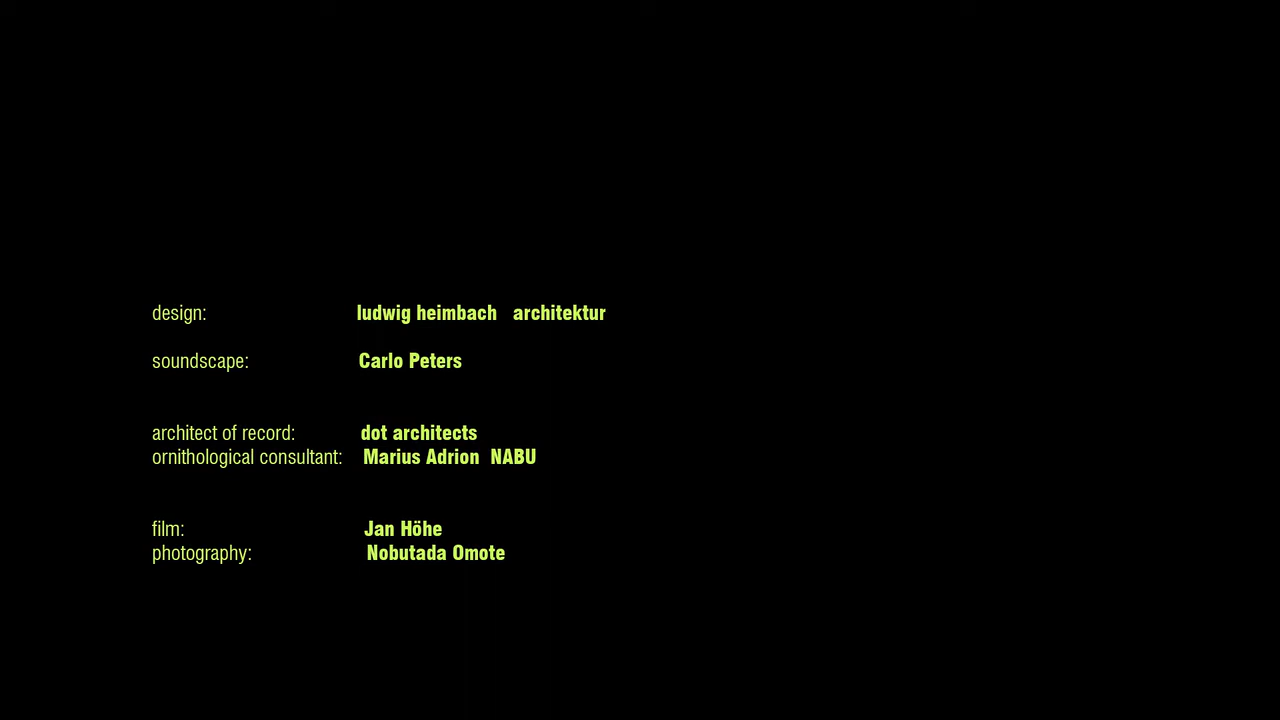 design: ludwig heimbach architektur
soundscape: Carlo Peters
architect of record: dot architects
ornithological consultant: Marius Adrion NABU
film: Jan Höhe
photography: Nobutada Omote